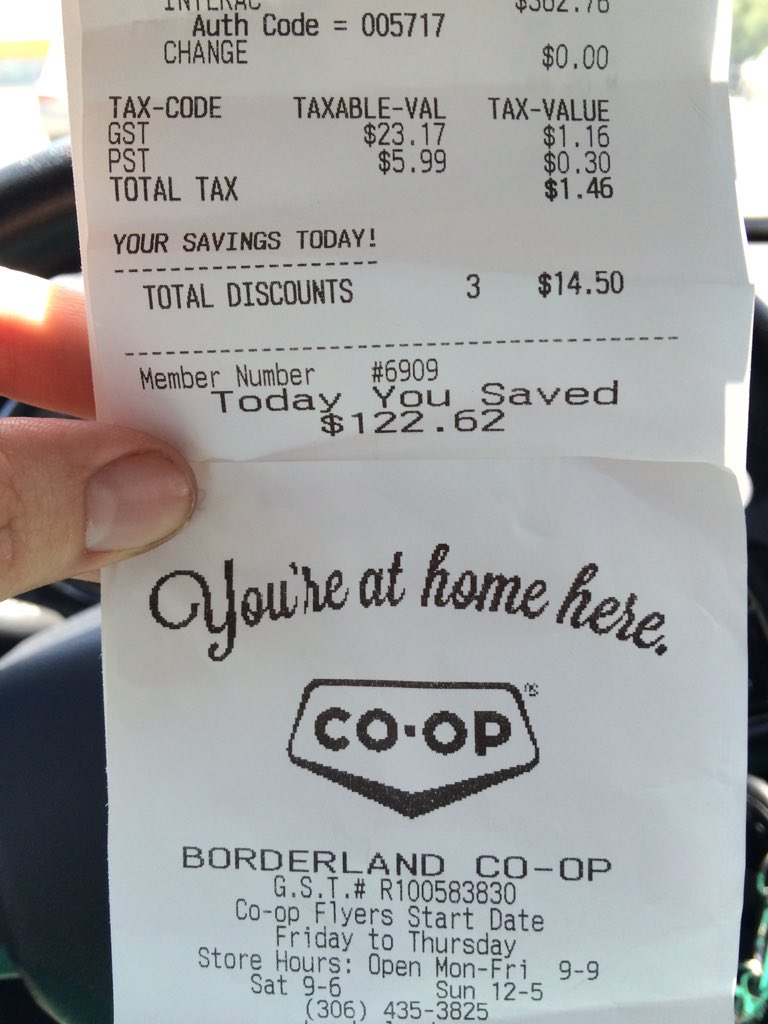 INTERAC $362.76
Auth Code = 005717
CHANGE $0.00
TAX-CODE TAXABLE-VAL TAX-VALUE
GST $23.17 $1.16
PST $5.99 $0.30
TOTAL TAX $1.46
YOUR SAVINGS TODAY!
--------------------
TOTAL DISCOUNTS 3 $14.50
Member Number #6909
Today You Saved
$122.62
You're at home here.
CO-OP®
BORDERLAND CO-OP
G.S.T.# R100583830
Co-op Flyers Start Date
Friday to Thursday
Store Hours: Open Mon-Fri 9-9
Sat 9-6 Sun 12-5
(306) 435-3825